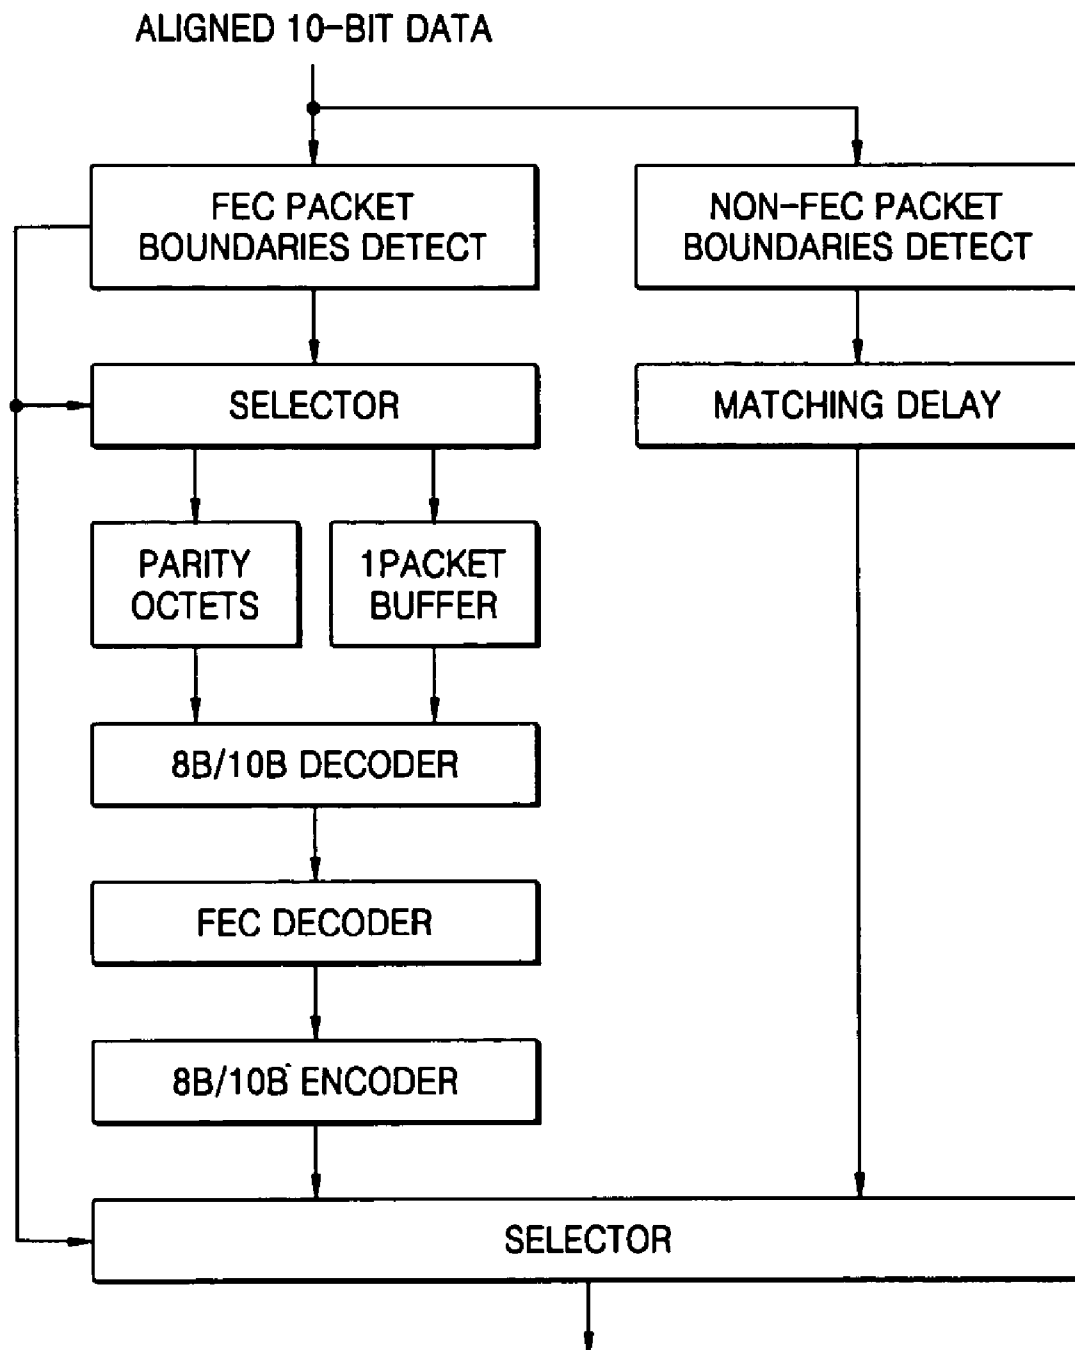 ALIGNED 10-BIT DATA
FEC PACKET
BOUNDARIES DETECT
NON-FEC PACKET
BOUNDARIES DETECT
SELECTOR
MATCHING DELAY
PARITY
OCTETS
1PACKET
BUFFER
8B/10B DECODER
FEC DECODER
8B/10B ENCODER
SELECTOR